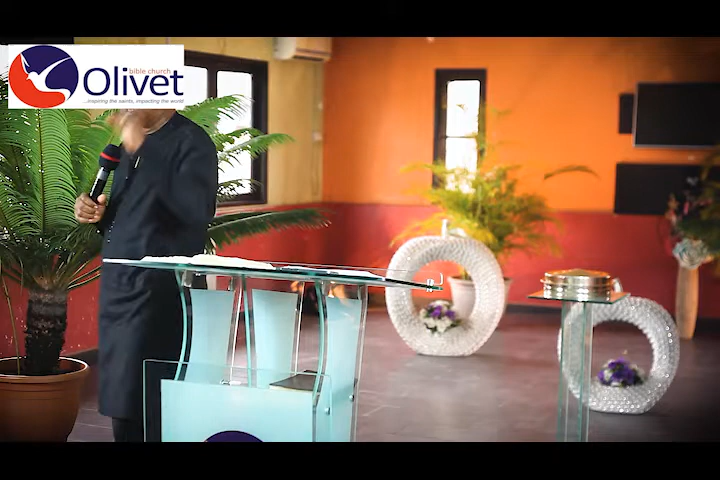 bible church
Olivet
...inspiring the saints, impacting the world